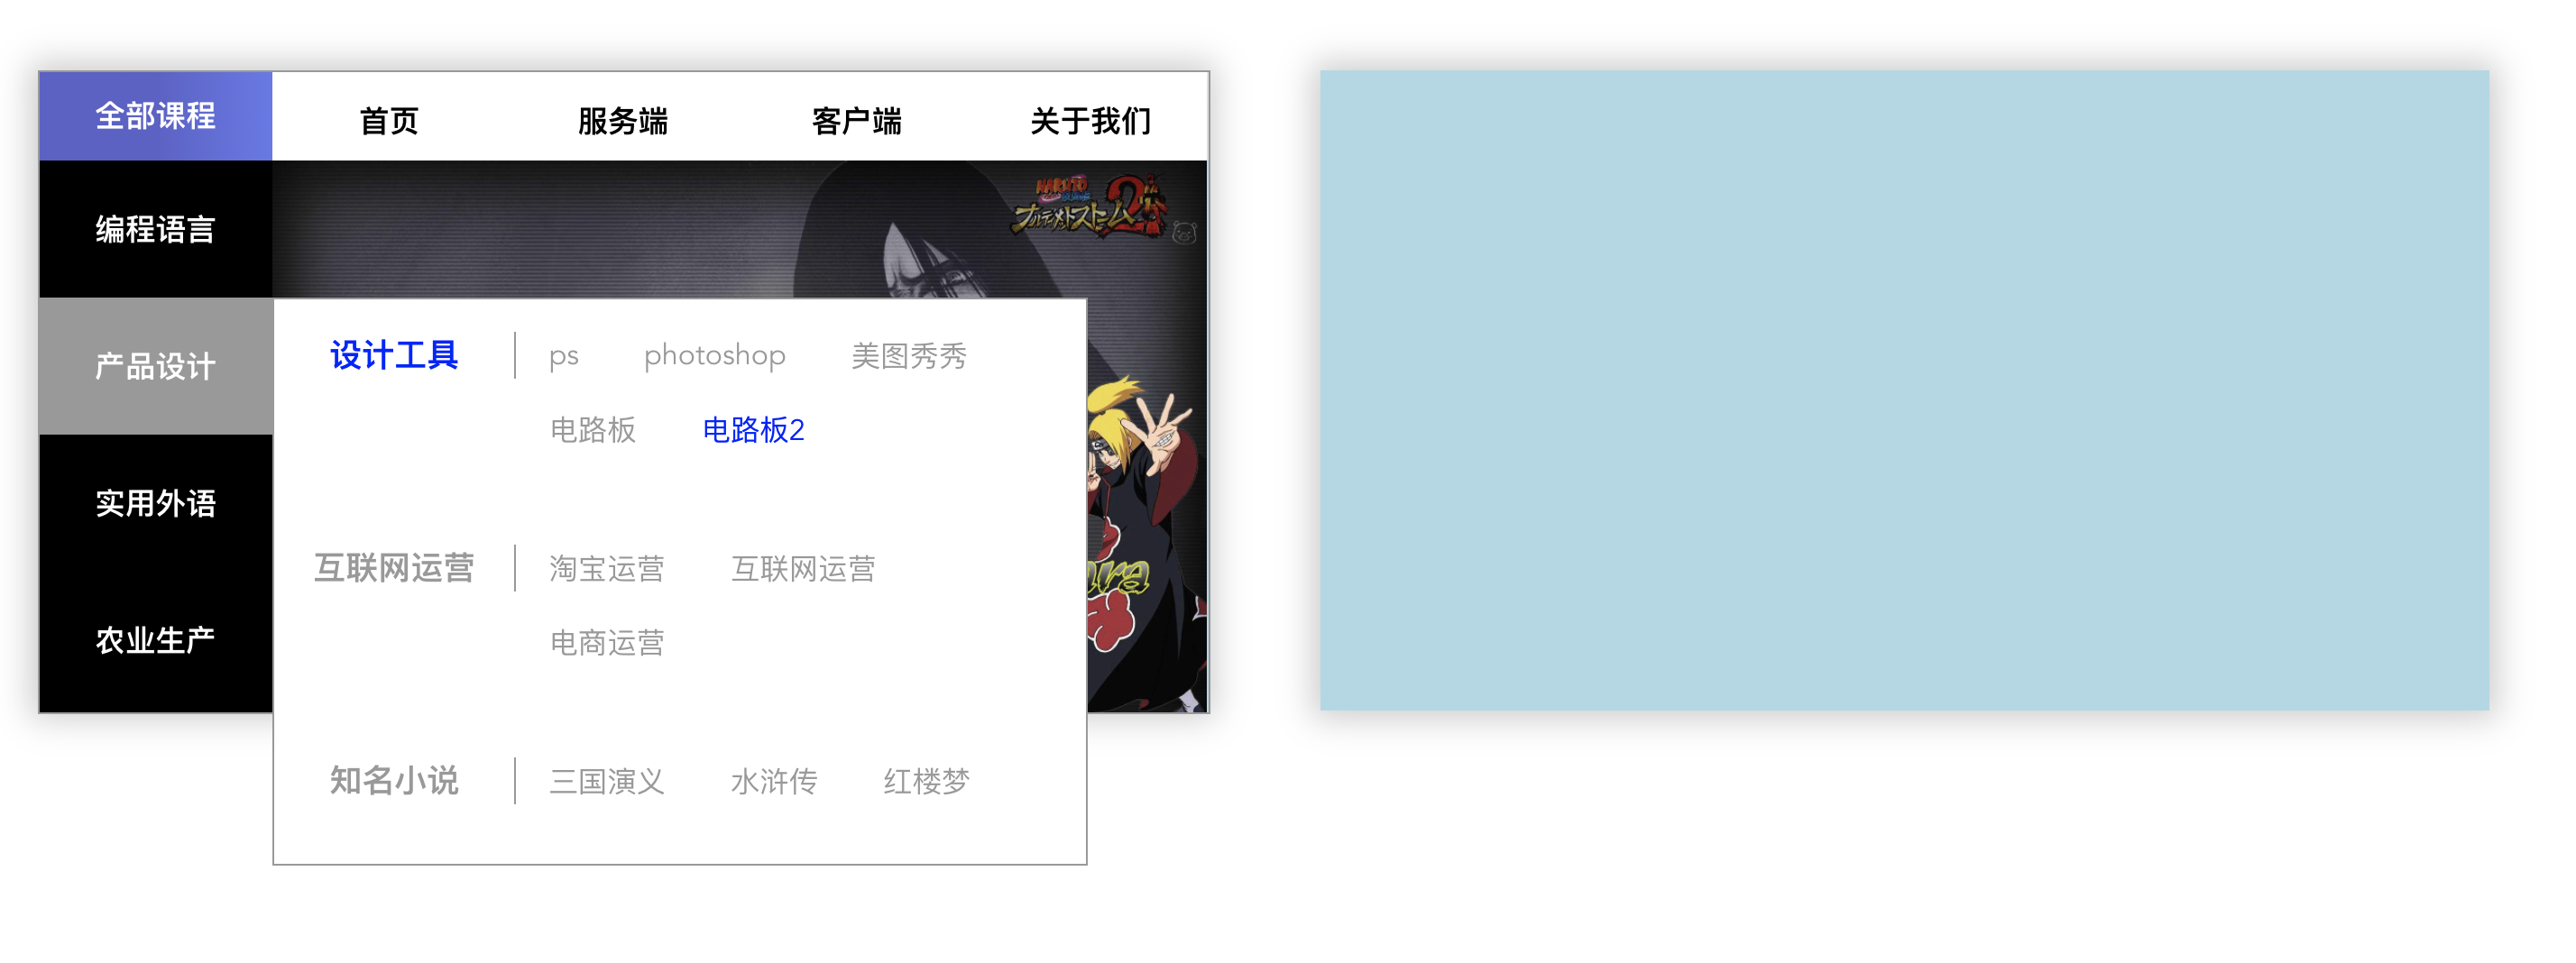 全部课程 首页 服务端 客户端 关于我们
编程语言
NARUTO
ナルティメットストーム2
产品设计
设计工具 ps photoshop 美图秀秀
电路板 电路板2
实用外语
互联网运营 淘宝运营 互联网运营
农业生产
电商运营
知名小说 三国演义 水浒传 红楼梦